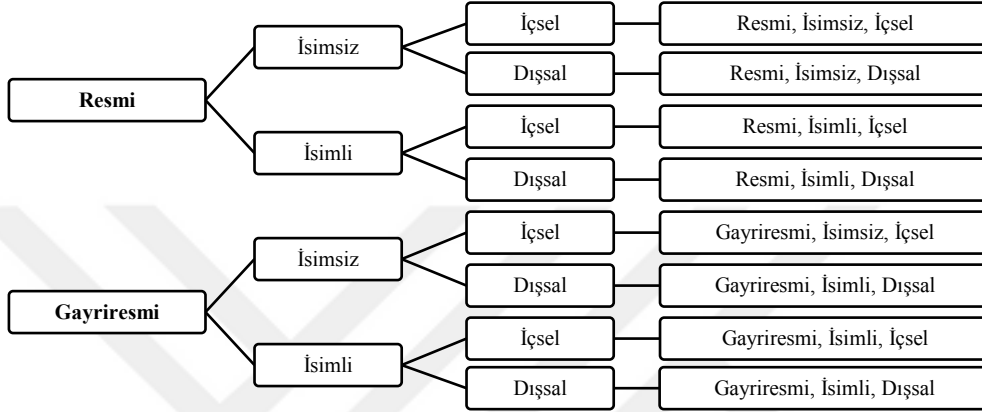 Resmi
İsimsiz
İçsel
Resmi, İsimsiz, İçsel
Dışsal
Resmi, İsimsiz, Dışsal
İsimli
İçsel
Resmi, İsimli, İçsel
Dışsal
Resmi, İsimli, Dışsal
Gayriresmi
İsimsiz
İçsel
Gayriresmi, İsimsiz, İçsel
Dışsal
Gayriresmi, İsimli, Dışsal
İsimli
İçsel
Gayriresmi, İsimli, İçsel
Dışsal
Gayriresmi, İsimli, Dışsal